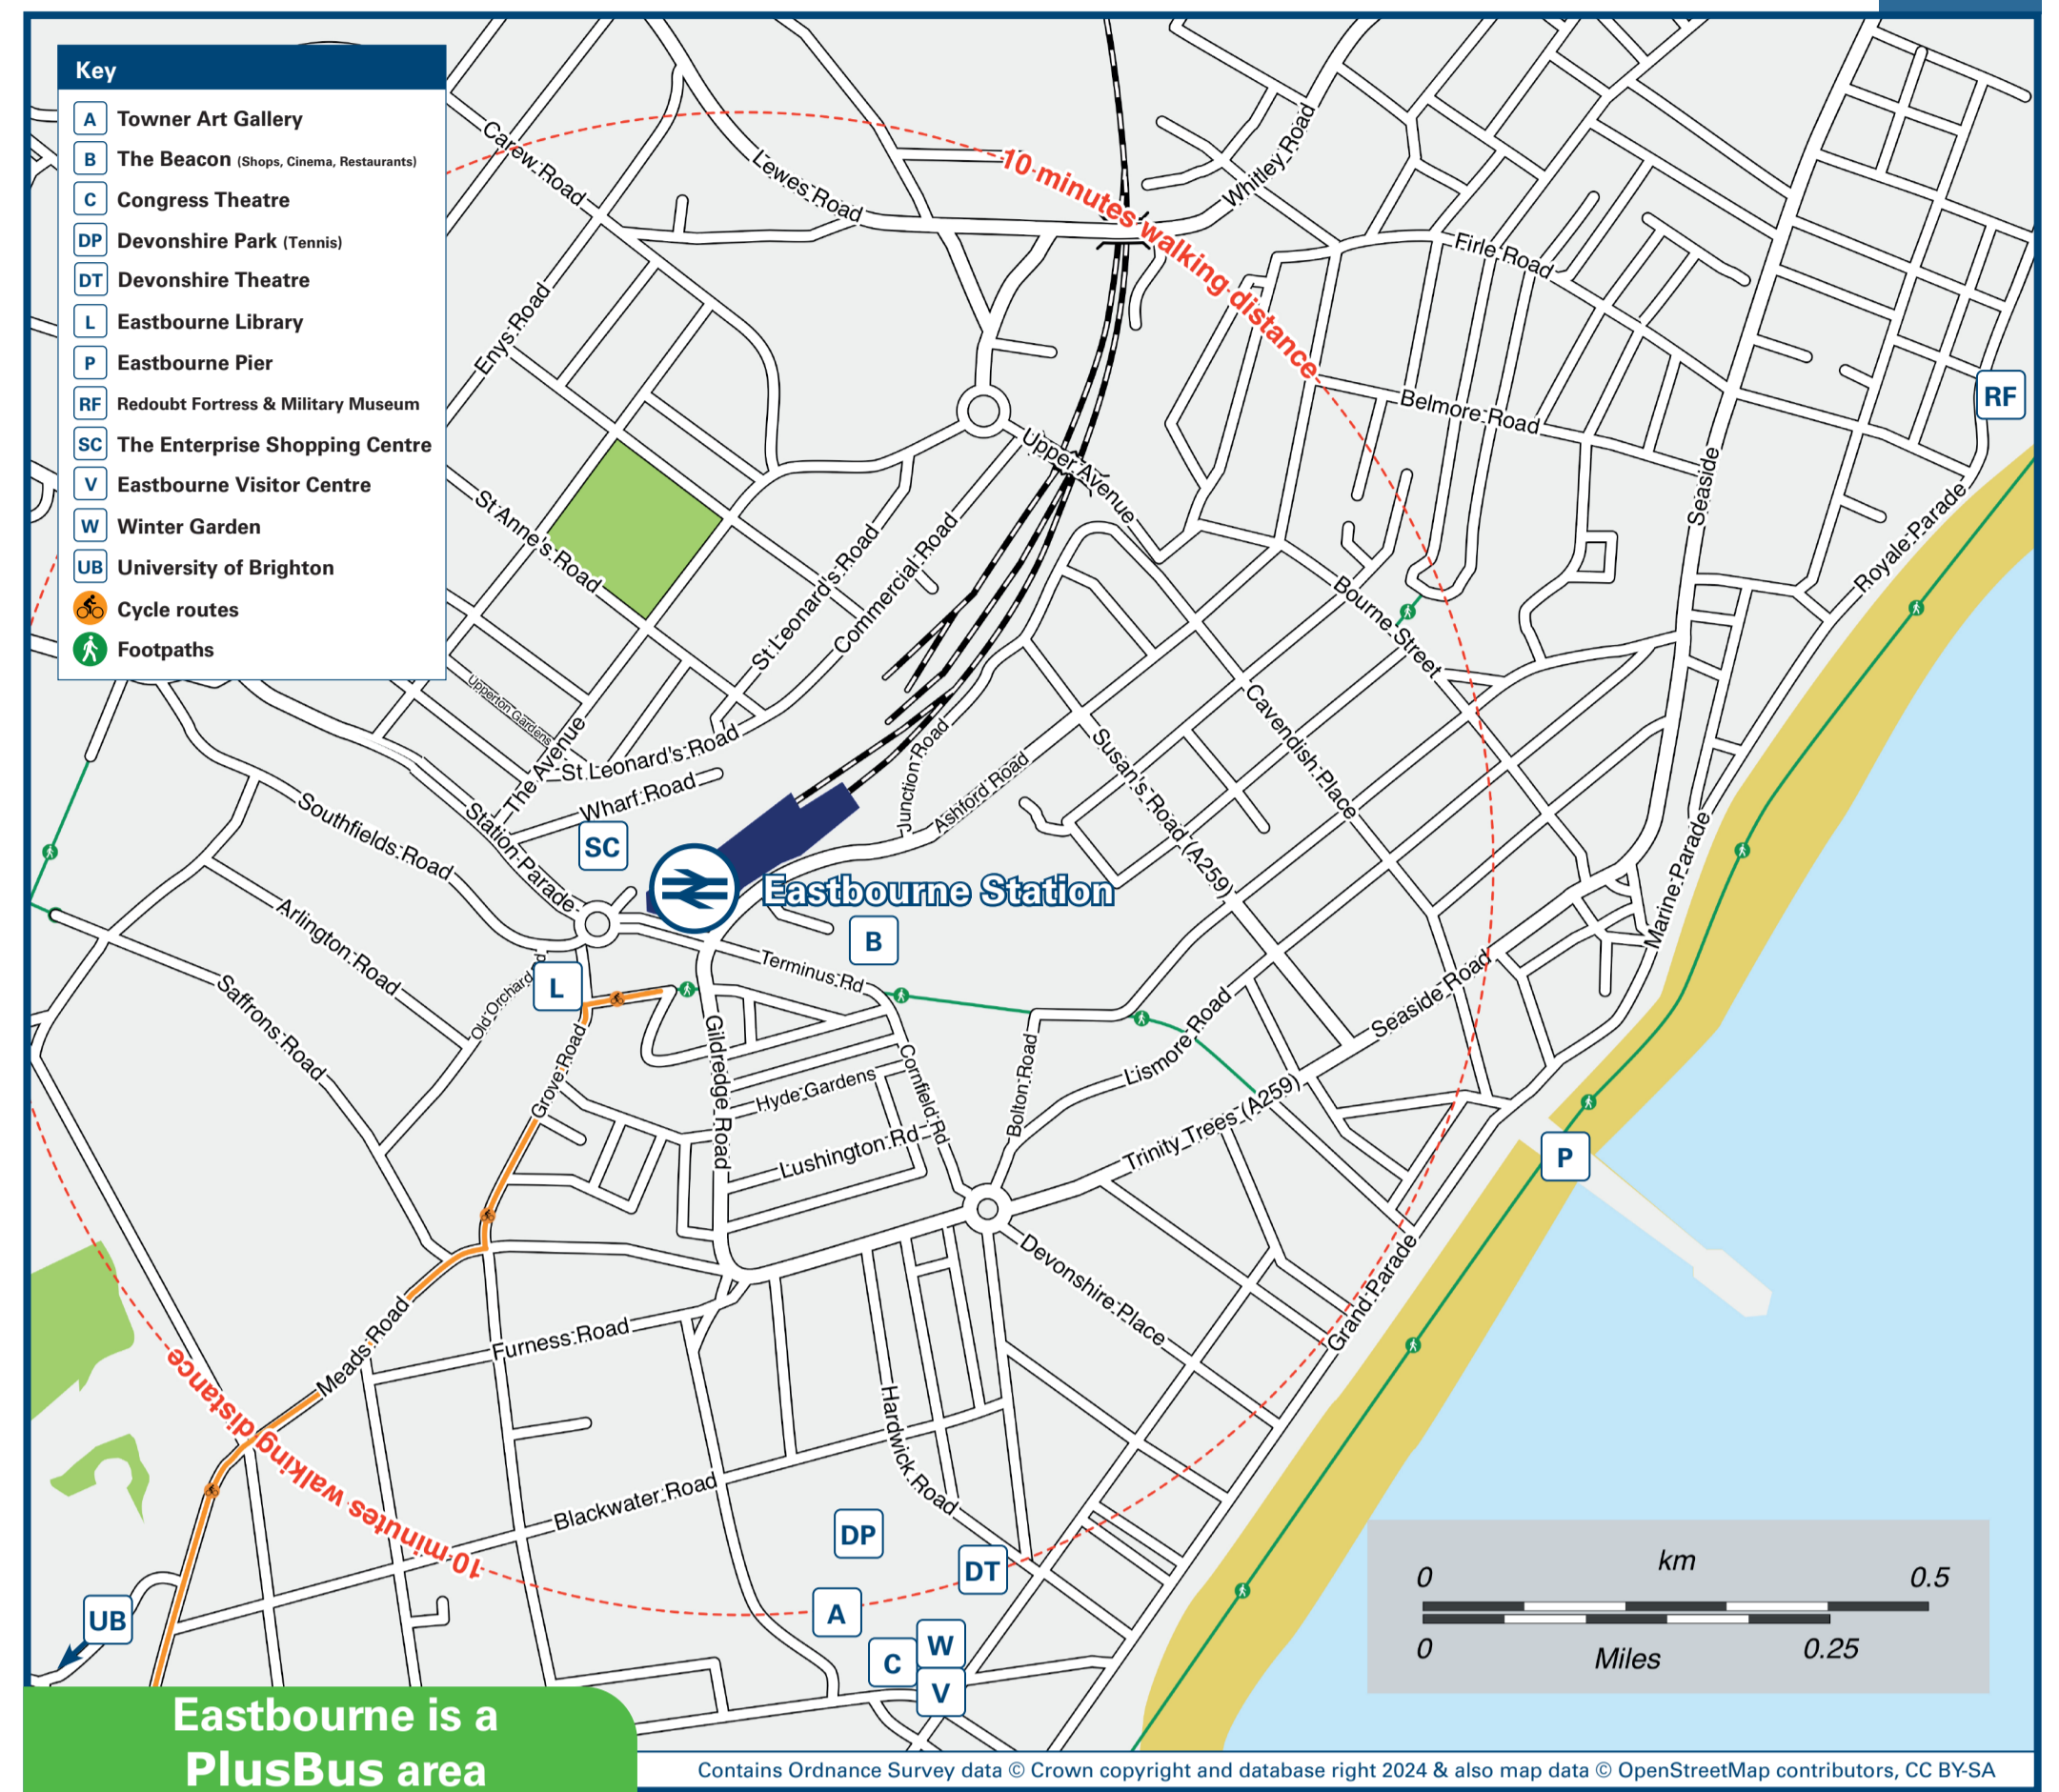 Key
A Towner Art Gallery
B The Beacon (Shops, Cinema, Restaurants)
C Congress Theatre
DP Devonshire Park (Tennis)
DT Devonshire Theatre
L Eastbourne Library
P Eastbourne Pier
RF Redoubt Fortress & Military Museum
SC The Enterprise Shopping Centre
V Eastbourne Visitor Centre
W Winter Garden
UB University of Brighton
Cycle routes
Footpaths
Carew Road
Lewes Road
10 minutes walking distance
Whitley Road
Firle Road
Enys Road
Belmore Road
RF
Upper Avenue
Seaside
St Anne's Road
St Leonard's Road
Commercial Road
Royale Parade
Bourne Street
Upperton Gardens
The Avenue
St Leonard's Road
Wharf Road
Junction Road
Ashford Road
Susan's Road (A259)
Cavendish Place
Station Parade
Southfields Road
SC
Eastbourne Station
B
Marine Parade
Arlington Road
Saffrons Road
Old Orchard Rd
L
Terminus Rd
Seaside Road
Grove Road
Gildredge Road
Hyde Gardens
Cornfield Rd
Bolton Road
Lismore Road
Trinity Trees (A259)
Lushington Rd
P
Devonshire Place
Grand Parade
Meads Road
Furness Road
Hardwick Road
10 minutes walking distance
Blackwater Road
DP
DT
A
W
C
V
UB
km
0 0.5
0 0.25
Miles
Eastbourne is a
PlusBus area
Contains Ordnance Survey data © Crown copyright and database right 2024 & also map data © OpenStreetMap contributors, CC BY-SA